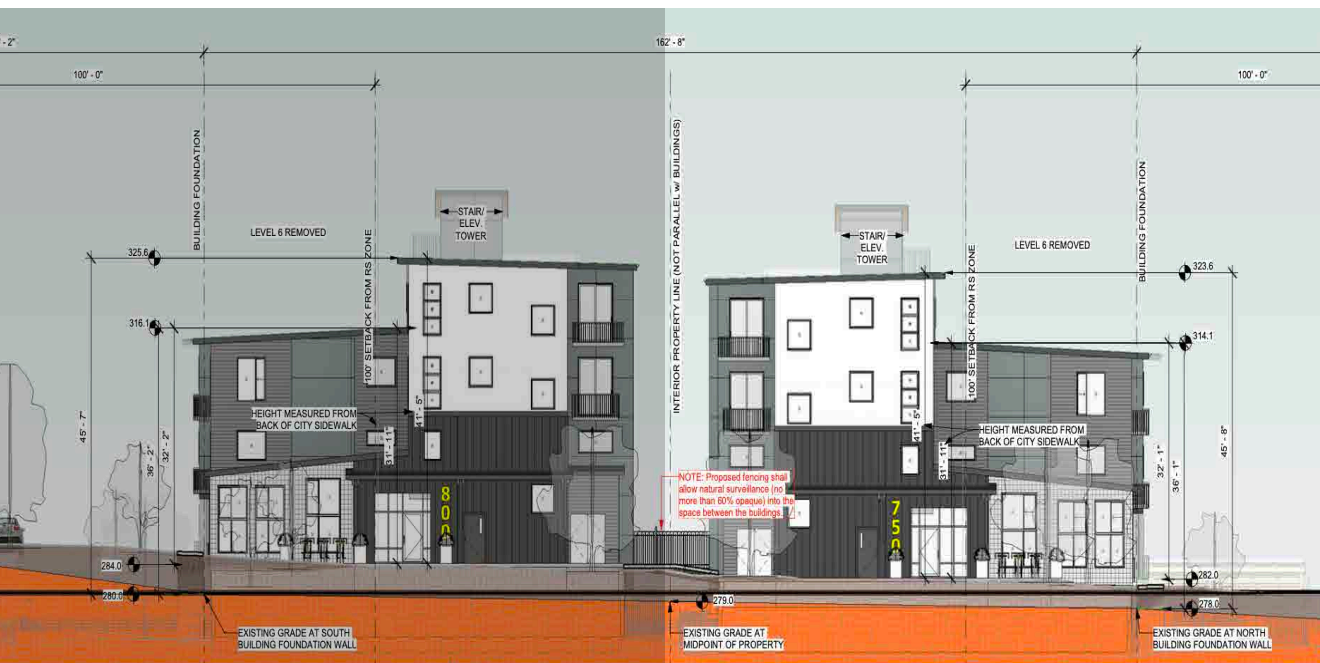 - 2"
162' - 8"
100' - 0"
100' - 0"
BUILDING FOUNDATION
INTERIOR PROPERTY LINE (NOT PARALLEL w/ BUILDINGS)
BUILDING FOUNDATION
STAIR/
ELEV.
TOWER
STAIR/
ELEV.
TOWER
LEVEL 6 REMOVED
LEVEL 6 REMOVED
100' SETBACK FROM RS ZONE
100' SETBACK FROM RS ZONE
325.6
323.6
316.1
314.1
45' - 7"
36' - 2"
32' - 2"
31' - 11"
41' - 5"
41' - 5"
31' - 11"
32' - 1"
36' - 1"
45' - 8"
HEIGHT MEASURED FROM
BACK OF CITY SIDEWALK
HEIGHT MEASURED FROM
BACK OF CITY SIDEWALK
NOTE: Proposed fencing shall
allow natural surveillance (no
more than 60% opaque) into the
space between the buildings.
800
750
284.0
280.0
279.0
282.0
278.0
EXISTING GRADE AT SOUTH
BUILDING FOUNDATION WALL
EXISTING GRADE AT
MIDPOINT OF PROPERTY
EXISTING GRADE AT NORTH
BUILDING FOUNDATION WALL